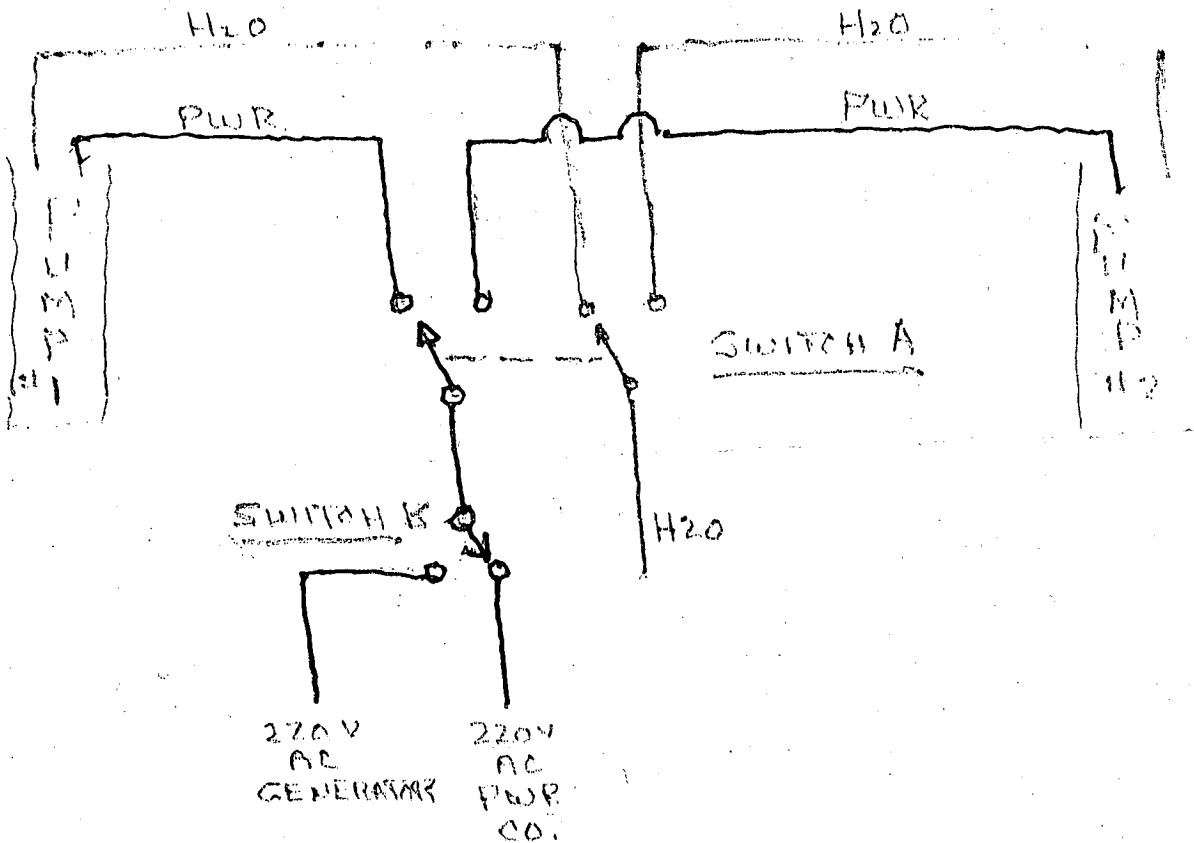 H2O
H2O
PWR
PWR
PUMP
#1
PUMP
#2
SWITCH A
SWITCH B
H2O
220V
AC
GENERATOR
220V
AC
PWR
CO.